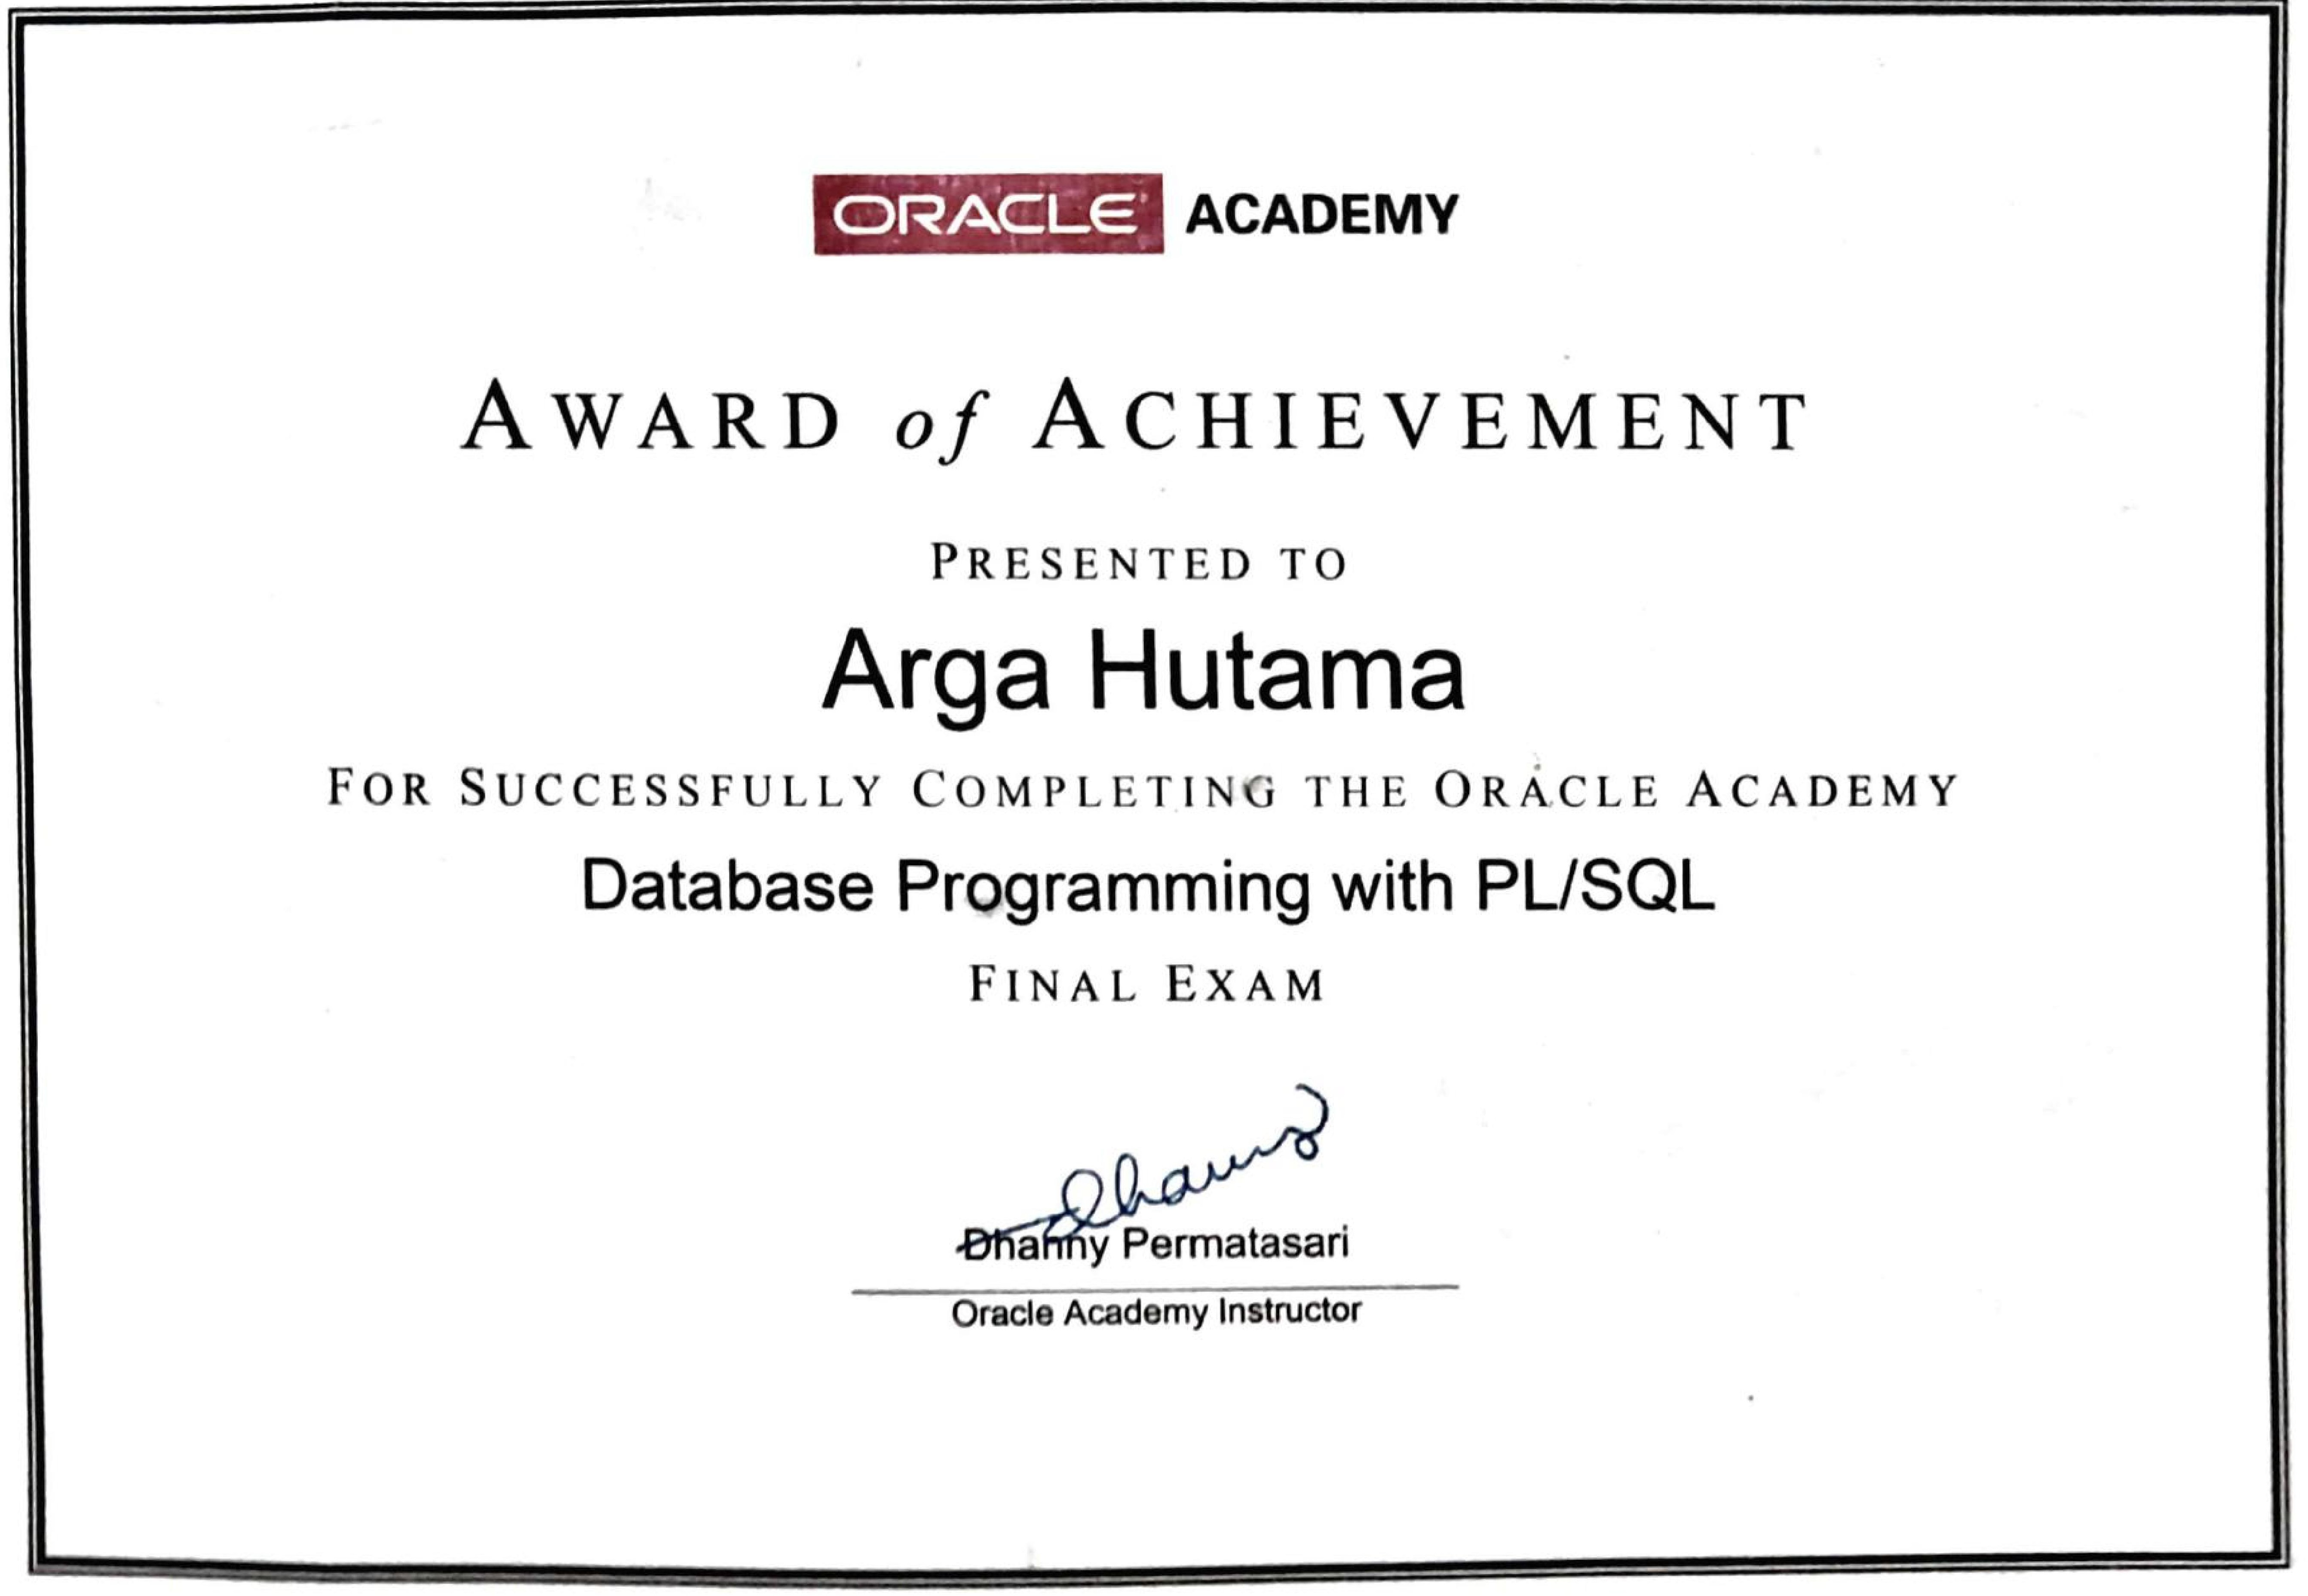 ORACLE ACADEMY
AWARD of ACHIEVEMENT
PRESENTED TO
Arga Hutama
FOR SUCCESSFULLY COMPLETING THE ORACLE ACADEMY
Database Programming with PL/SQL
FINAL EXAM
Dhanny Permatasari
Oracle Academy Instructor